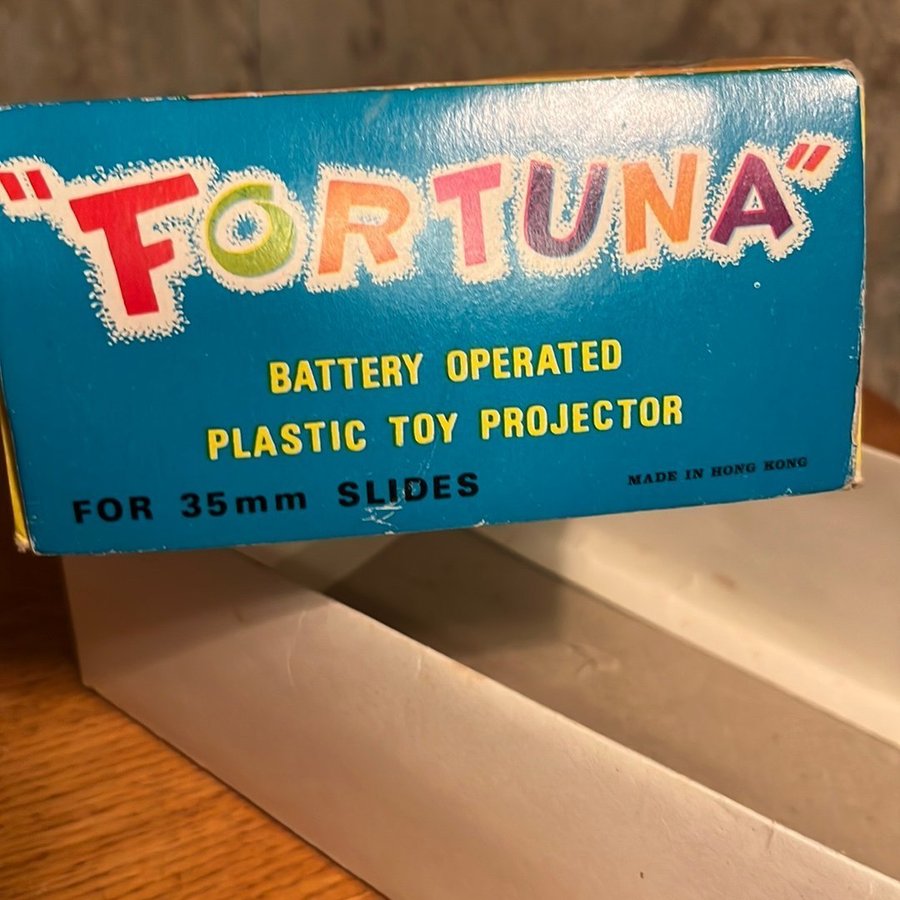 "FORTUNA"
BATTERY OPERATED
PLASTIC TOY PROJECTOR
FOR 35mm SLIDES
MADE IN HONG KONG